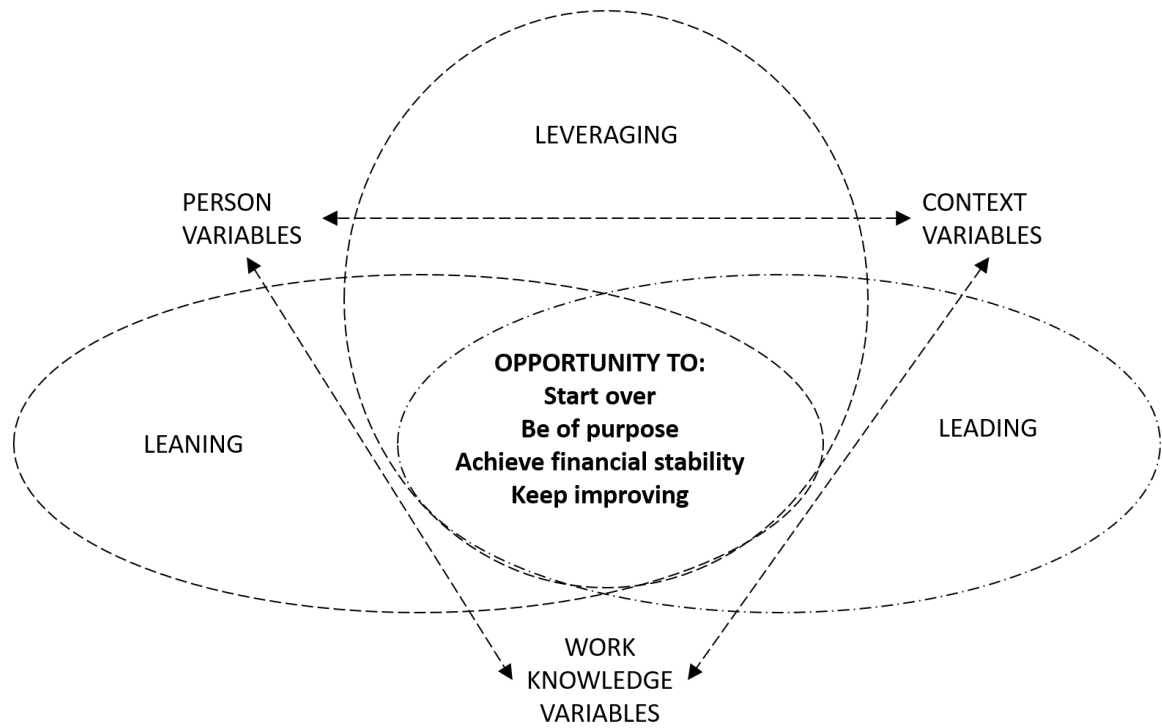 LEVERAGING
PERSON
VARIABLES
CONTEXT
VARIABLES
OPPORTUNITY TO:
Start over
Be of purpose
Achieve financial stability
Keep improving
LEANING
LEADING
WORK
KNOWLEDGE
VARIABLES